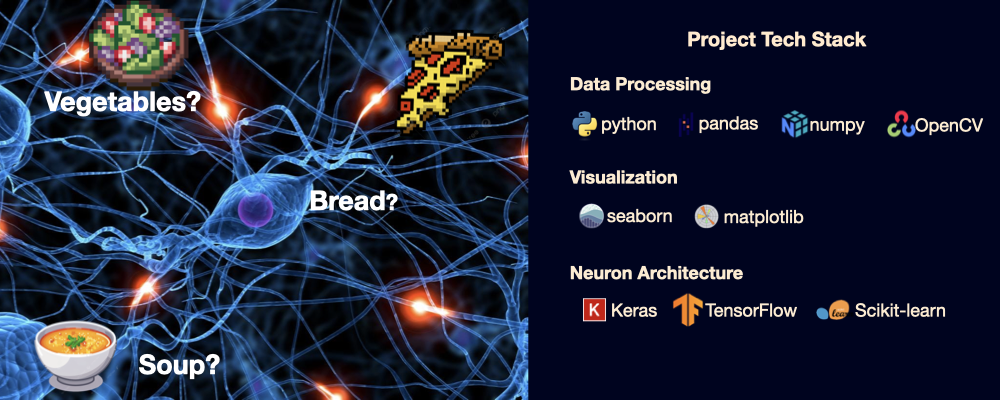 Vegetables?
Bread?
Soup?
Project Tech Stack
Data Processing
python pandas numpy OpenCV
Visualization
seaborn matplotlib
Neuron Architecture
K Keras TensorFlow learn Scikit-learn